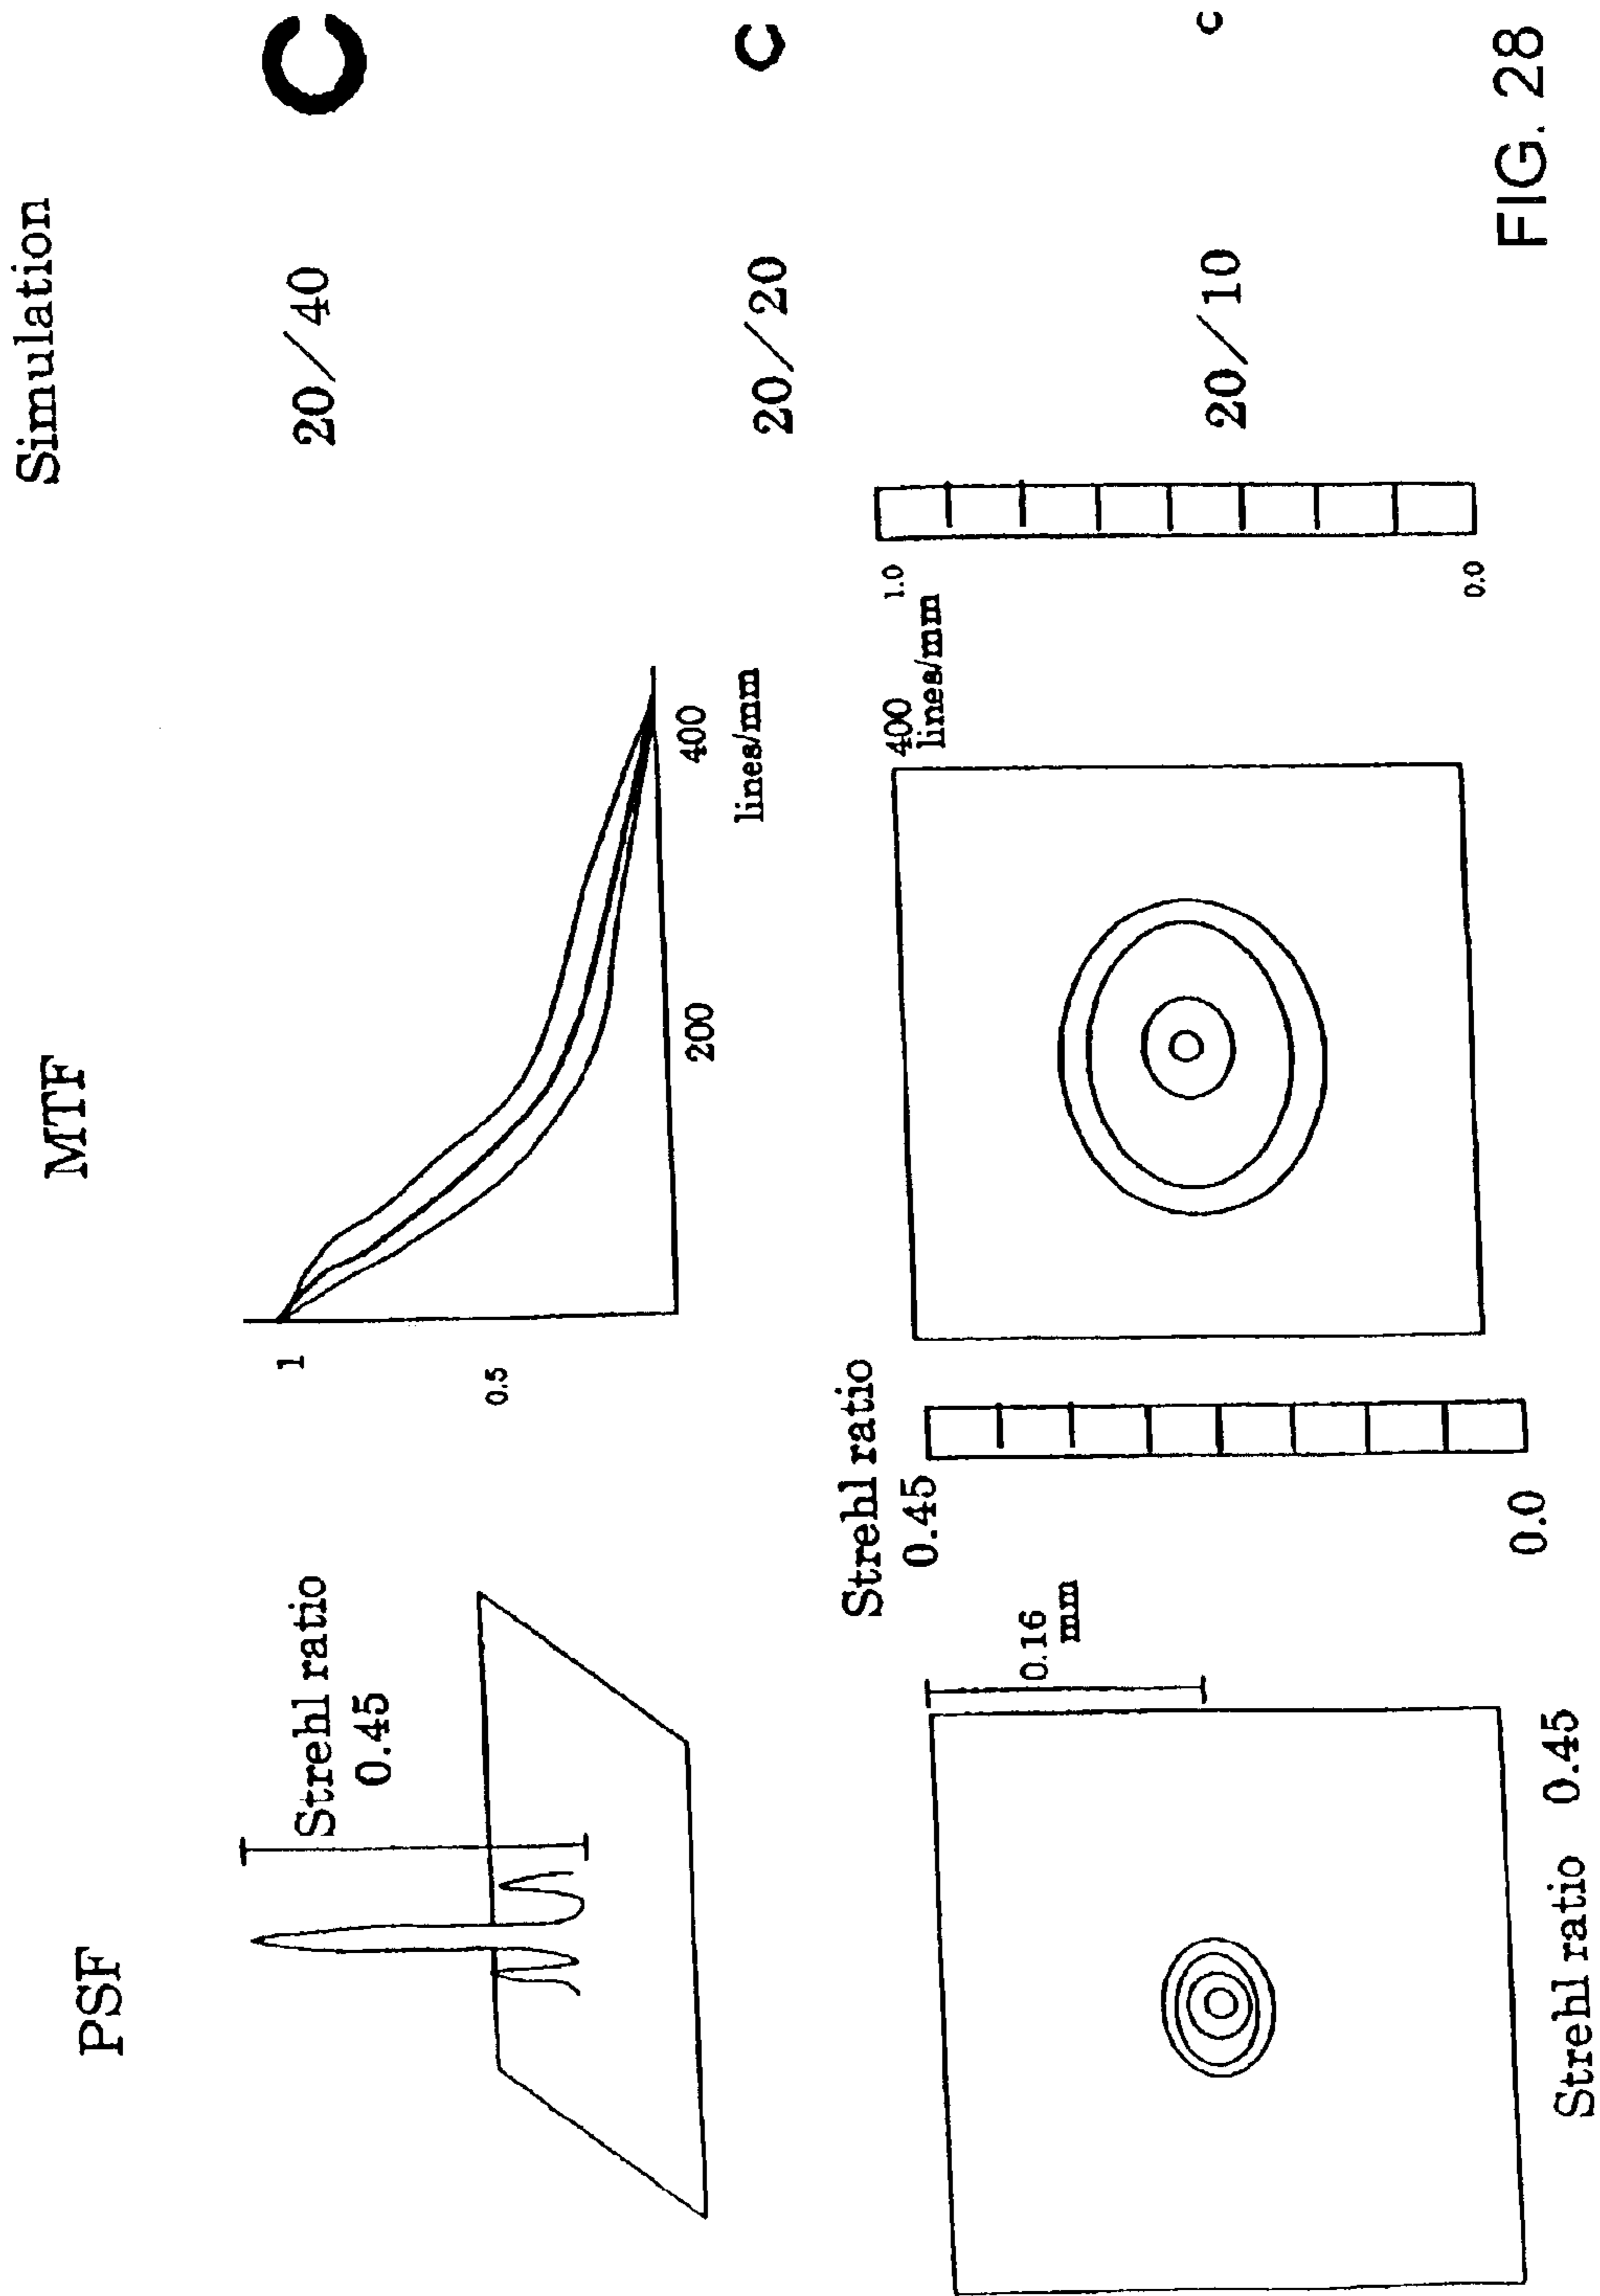 PSF
Strehl ratio
0.45
0.16
mm
Strehl ratio 0.45
Strehl ratio
0.45
0.0
MTF
1
0.5
200
400
lines/mm
400
lines/mm
1.0
0.0
Simulation
20/40
C
20/20
C
20/10
C
FIG. 28